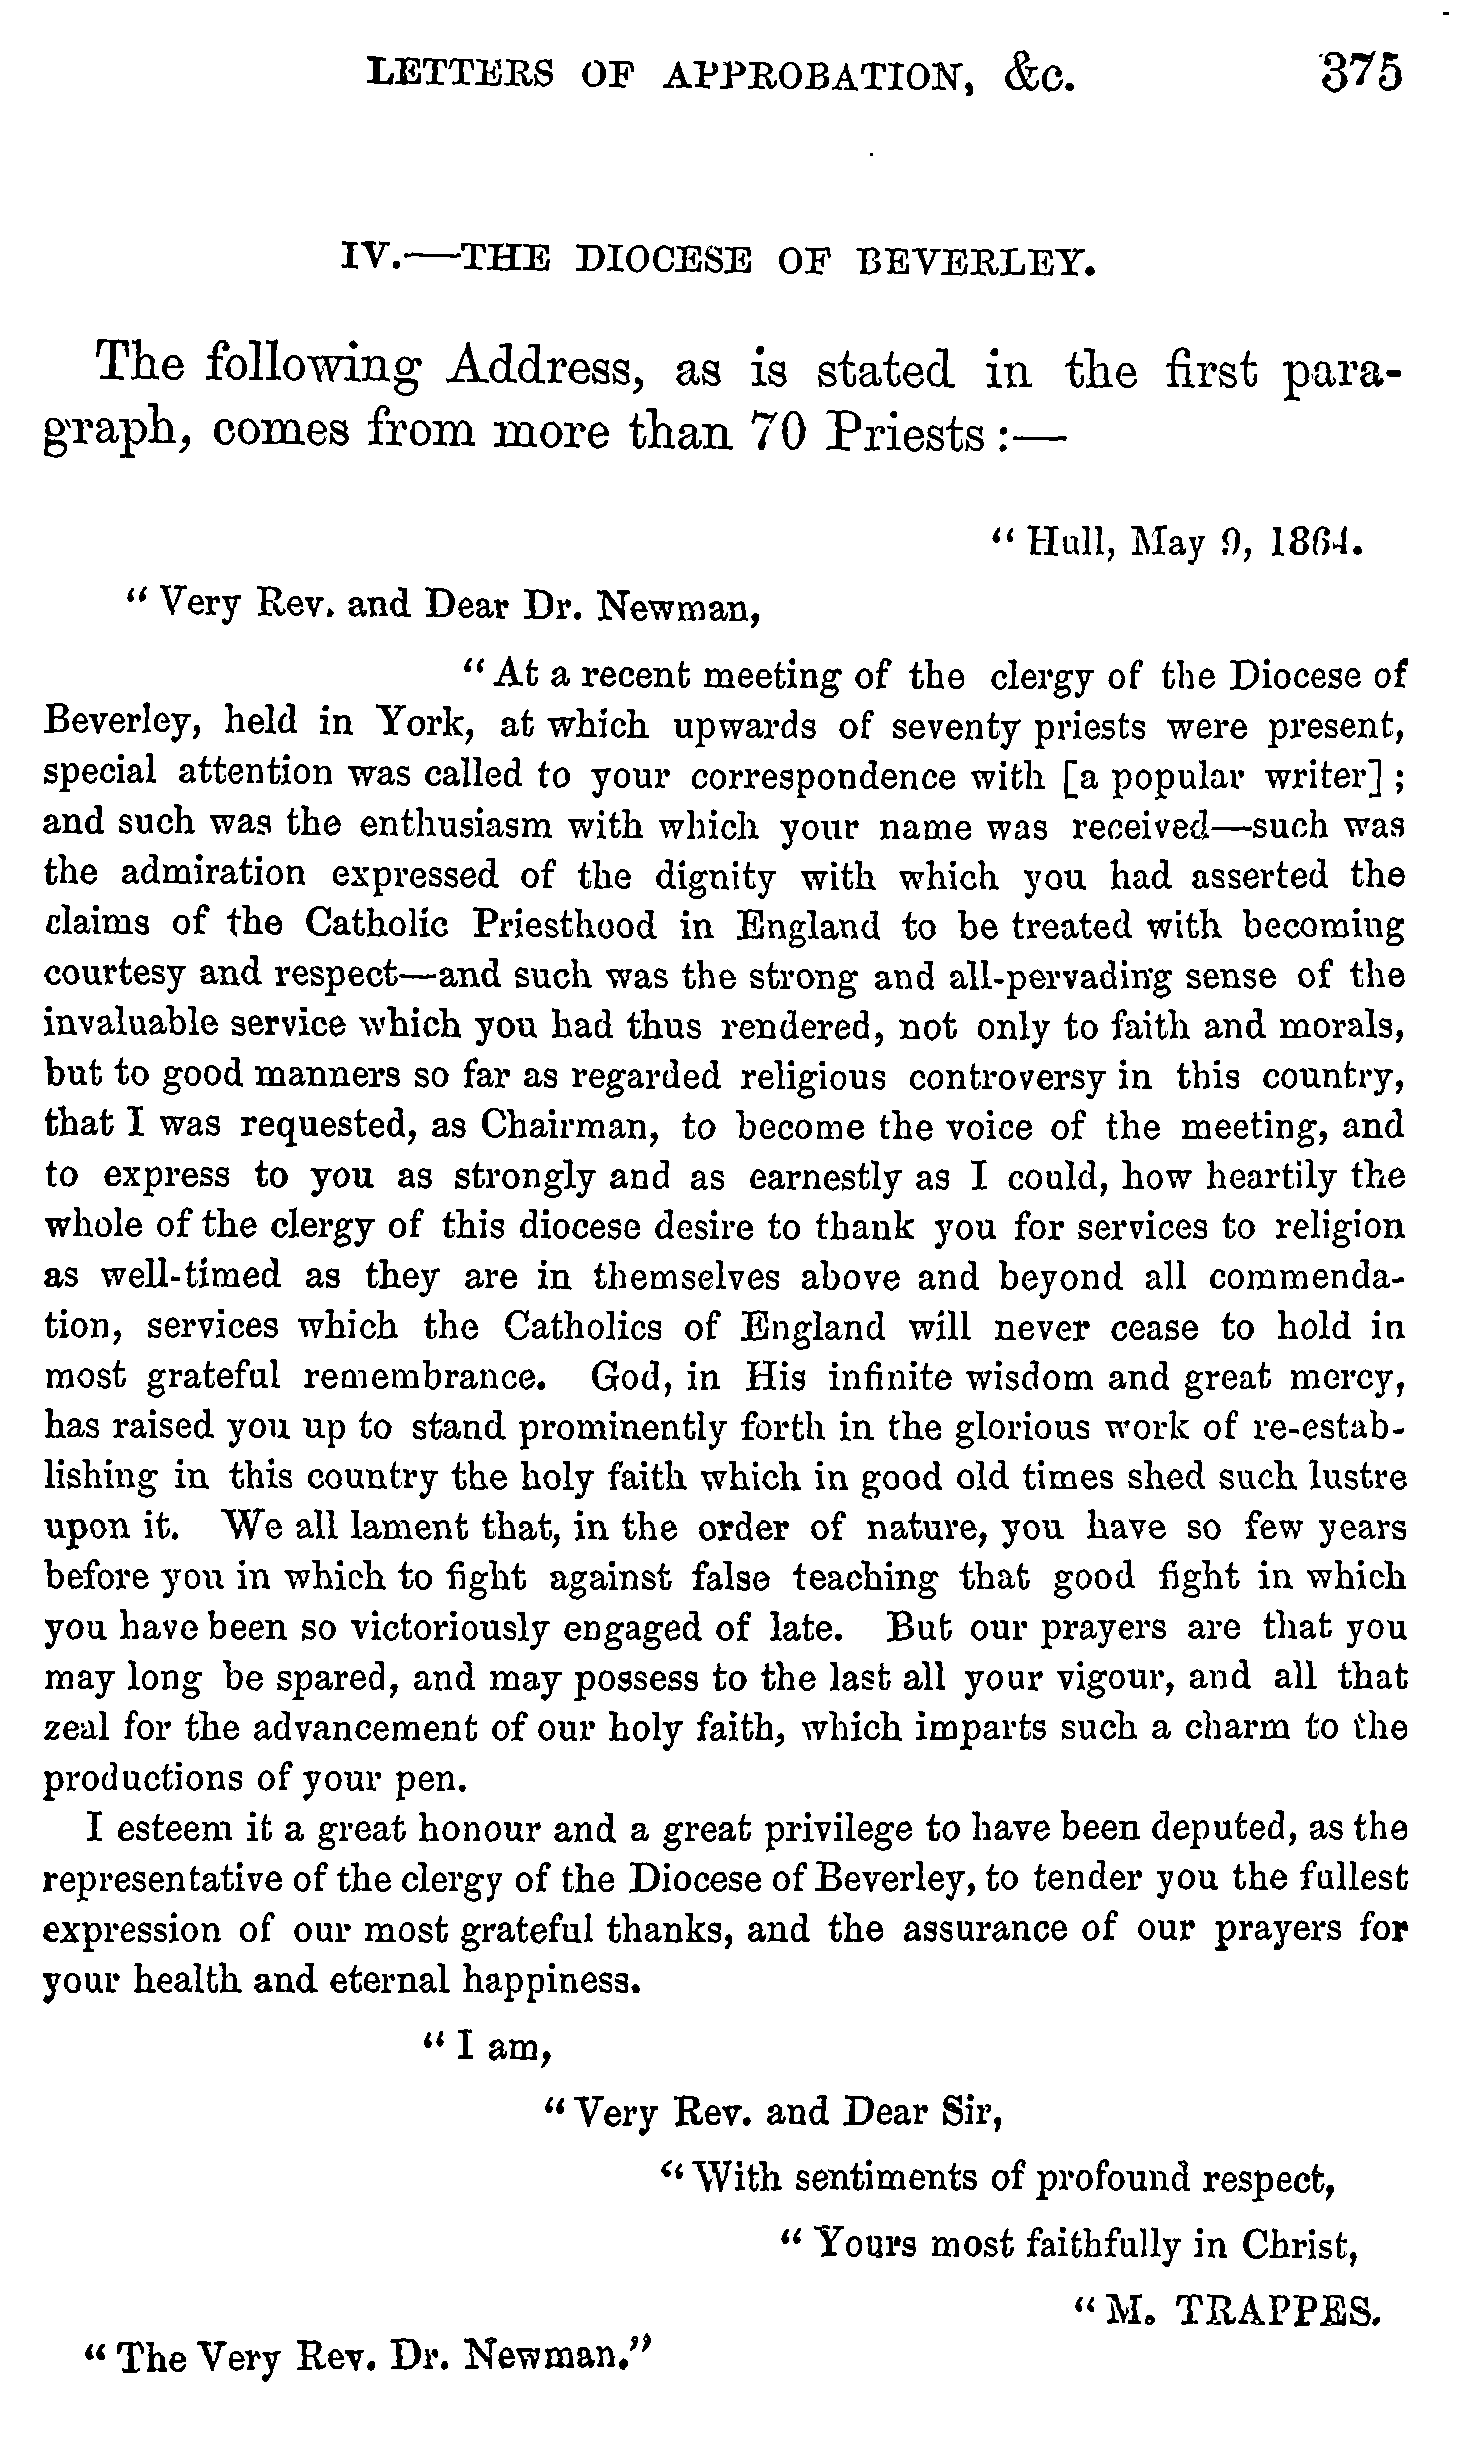 LETTERS OF APPROBATION, &c. 375
IV.—THE DIOCESE OF BEVERLEY.
The following Address, as is stated in the first para-
graph, comes from more than 70 Priests :—
“ Hull, May 9, 1864.
“ Very Rev. and Dear Dr. Newman,
“ At a recent meeting of the clergy of the Diocese of
Beverley, held in York, at which upwards of seventy priests were present,
special attention was called to your correspondence with [a popular writer] ;
and such was the enthusiasm with which your name was received—such was
the admiration expressed of the dignity with which you had asserted the
claims of the Catholic Priesthood in England to be treated with becoming
courtesy and respect—and such was the strong and all-pervading sense of the
invaluable service which you had thus rendered, not only to faith and morals,
but to good manners so far as regarded religious controversy in this country,
that I was requested, as Chairman, to become the voice of the meeting, and
to express to you as strongly and as earnestly as I could, how heartily the
whole of the clergy of this diocese desire to thank you for services to religion
as well-timed as they are in themselves above and beyond all commenda-
tion, services which the Catholics of England will never cease to hold in
most grateful remembrance. God, in His infinite wisdom and great mercy,
has raised you up to stand prominently forth in the glorious work of re-estab-
lishing in this country the holy faith which in good old times shed such lustre
upon it. We all lament that, in the order of nature, you have so few years
before you in which to fight against false teaching that good fight in which
you have been so victoriously engaged of late. But our prayers are that you
may long be spared, and may possess to the last all your vigour, and all that
zeal for the advancement of our holy faith, which imparts such a charm to the
productions of your pen.
I esteem it a great honour and a great privilege to have been deputed, as the
representative of the clergy of the Diocese of Beverley, to tender you the fullest
expression of our most grateful thanks, and the assurance of our prayers for
your health and eternal happiness.
“ I am,
“ Very Rev. and Dear Sir,
“ With sentiments of profound respect,
“ Yours most faithfully in Christ,
“ M. TRAPPES.
“ The Very Rev. Dr. Newman.”